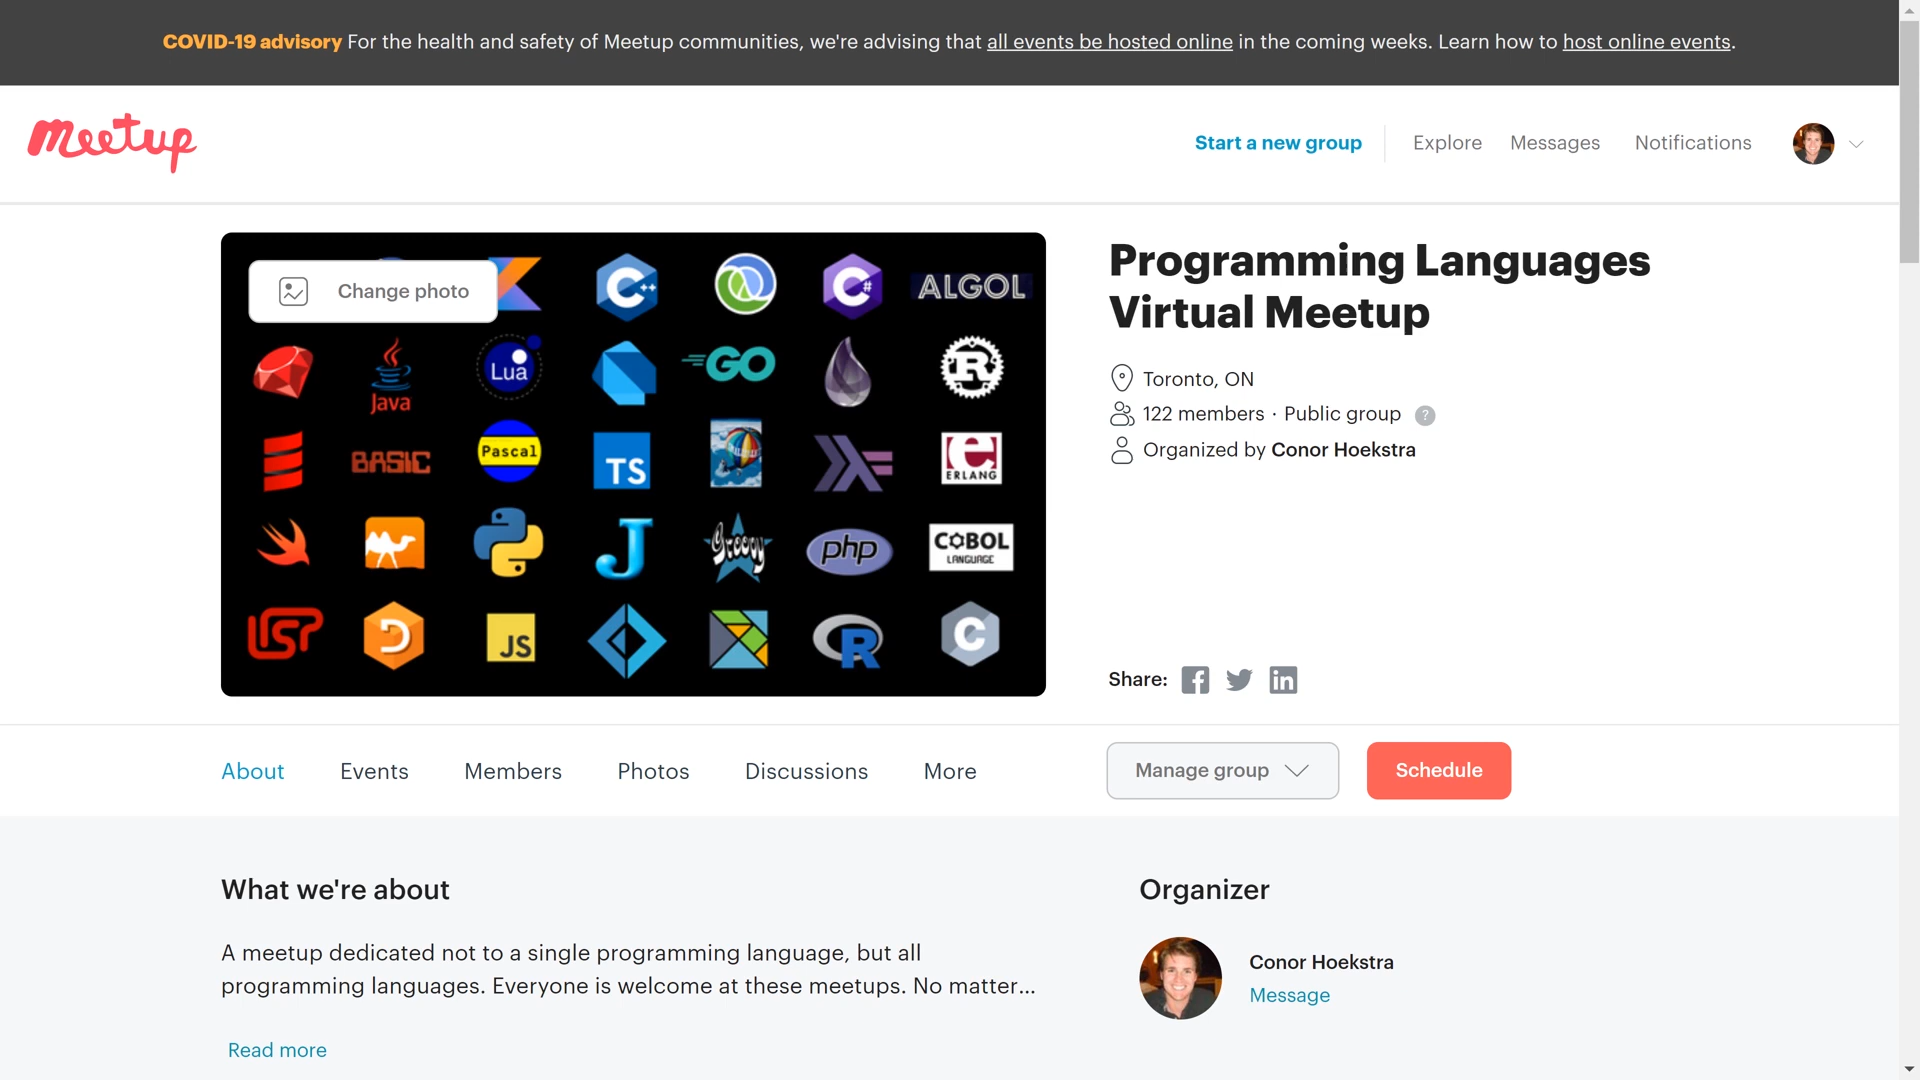 COVID-19 advisory For the health and safety of Meetup communities, we're advising that all events be hosted online in the coming weeks. Learn how to host online events.
meetup
Start a new group
Explore
Messages
Notifications
Change photo
C++
C#
ALGOL
Java
Lua
GO
R
BASIC
Pascal
TS
e
ERLANG
J
Groovy
php
COBOL
LANGUAGE
LISP
D
JS
R
C
Programming Languages
Virtual Meetup
Toronto, ON
122 members · Public group ?
Organized by Conor Hoekstra
Share: f in
About
Events
Members
Photos
Discussions
More
Manage group
Schedule
What we're about
A meetup dedicated not to a single programming language, but all
programming languages. Everyone is welcome at these meetups. No matter...
Read more
Organizer
Conor Hoekstra
Message